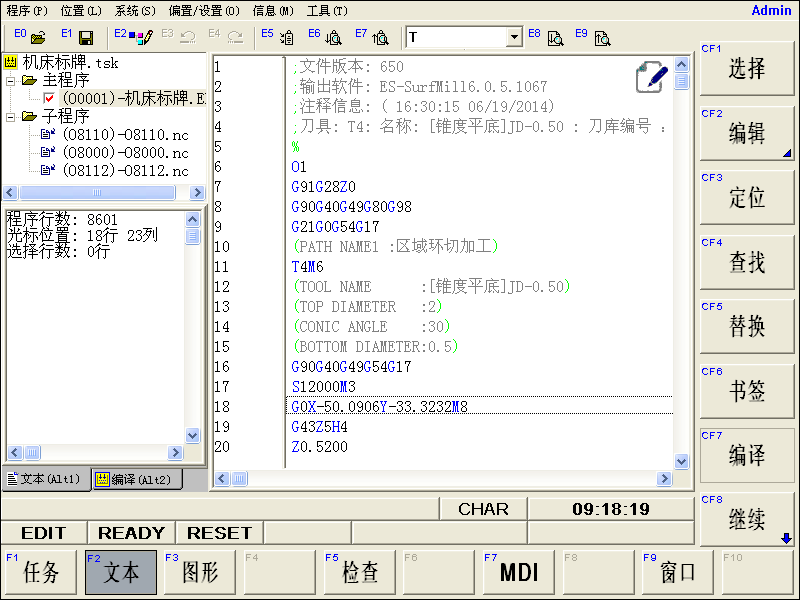 程序(P) 位置(L) 系统(S) 偏置/设置(O) 信息(M) 工具(T) Admin
E0 E1 E2 E3 E4 E5 E6 E7 T E8 E9
机床标牌.tsk
主程序
(O0001)-机床标牌.E
子程序
(O8110)-O8110.nc
(O8000)-O8000.nc
(O8112)-O8112.nc
程序行数: 8601
光标位置: 18行 23列
选择行数: 0行
文本(Alt1) 编译(Alt2)
1 ;文件版本: 650
2 ;输出软件: ES-SurfMill6.0.5.1067
3 ;注释信息: ( 16:30:15 06/19/2014)
4 ;刀具: T4: 名称: [锥度平底]JD-0.50 : 刀库编号 :
5 %
6 O1
7 G91G28Z0
8 G90G40G49G80G98
9 G21G0G54G17
10 (PATH NAME1 :区域环切加工)
11 T4M6
12 (TOOL NAME :[锥度平底]JD-0.50)
13 (TOP DIAMETER :2)
14 (CONIC ANGLE :30)
15 (BOTTOM DIAMETER:0.5)
16 G90G40G49G54G17
17 S12000M3
18 G0X-50.0906Y-33.3232M8
19 G43Z5H4
20 Z0.5200
CF1 选择
CF2 编辑
CF3 定位
CF4 查找
CF5 替换
CF6 书签
CF7 编译
CF8 继续
CHAR 09:18:19
EDIT READY RESET
F1 任务 F2 文本 F3 图形 F4 F5 检查 F6 F7 MDI F8 F9 窗口 F10